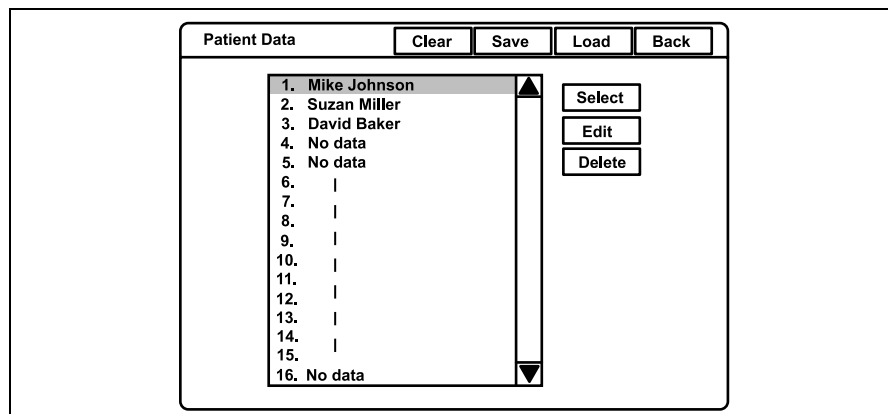 Patient Data Clear Save Load Back
1. Mike Johnson
2. Suzan Miller
3. David Baker
4. No data
5. No data
6.
7.
8.
9.
10.
11.
12.
13.
14.
15.
16. No data
Select
Edit
Delete